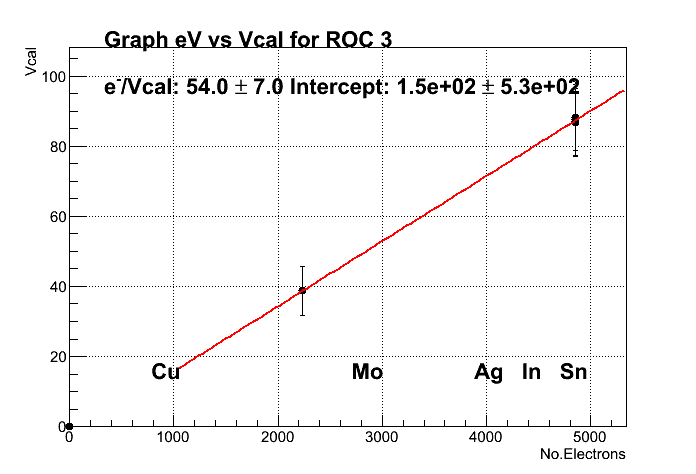 Graph eV vs Vcal for ROC 3
e-/Vcal: 54.0 ± 7.0 Intercept: 1.5e+02 ± 5.3e+02
Vcal
100
80
60
40
20
0
Cu Mo Ag In Sn
0 1000 2000 3000 4000 5000
No.Electrons